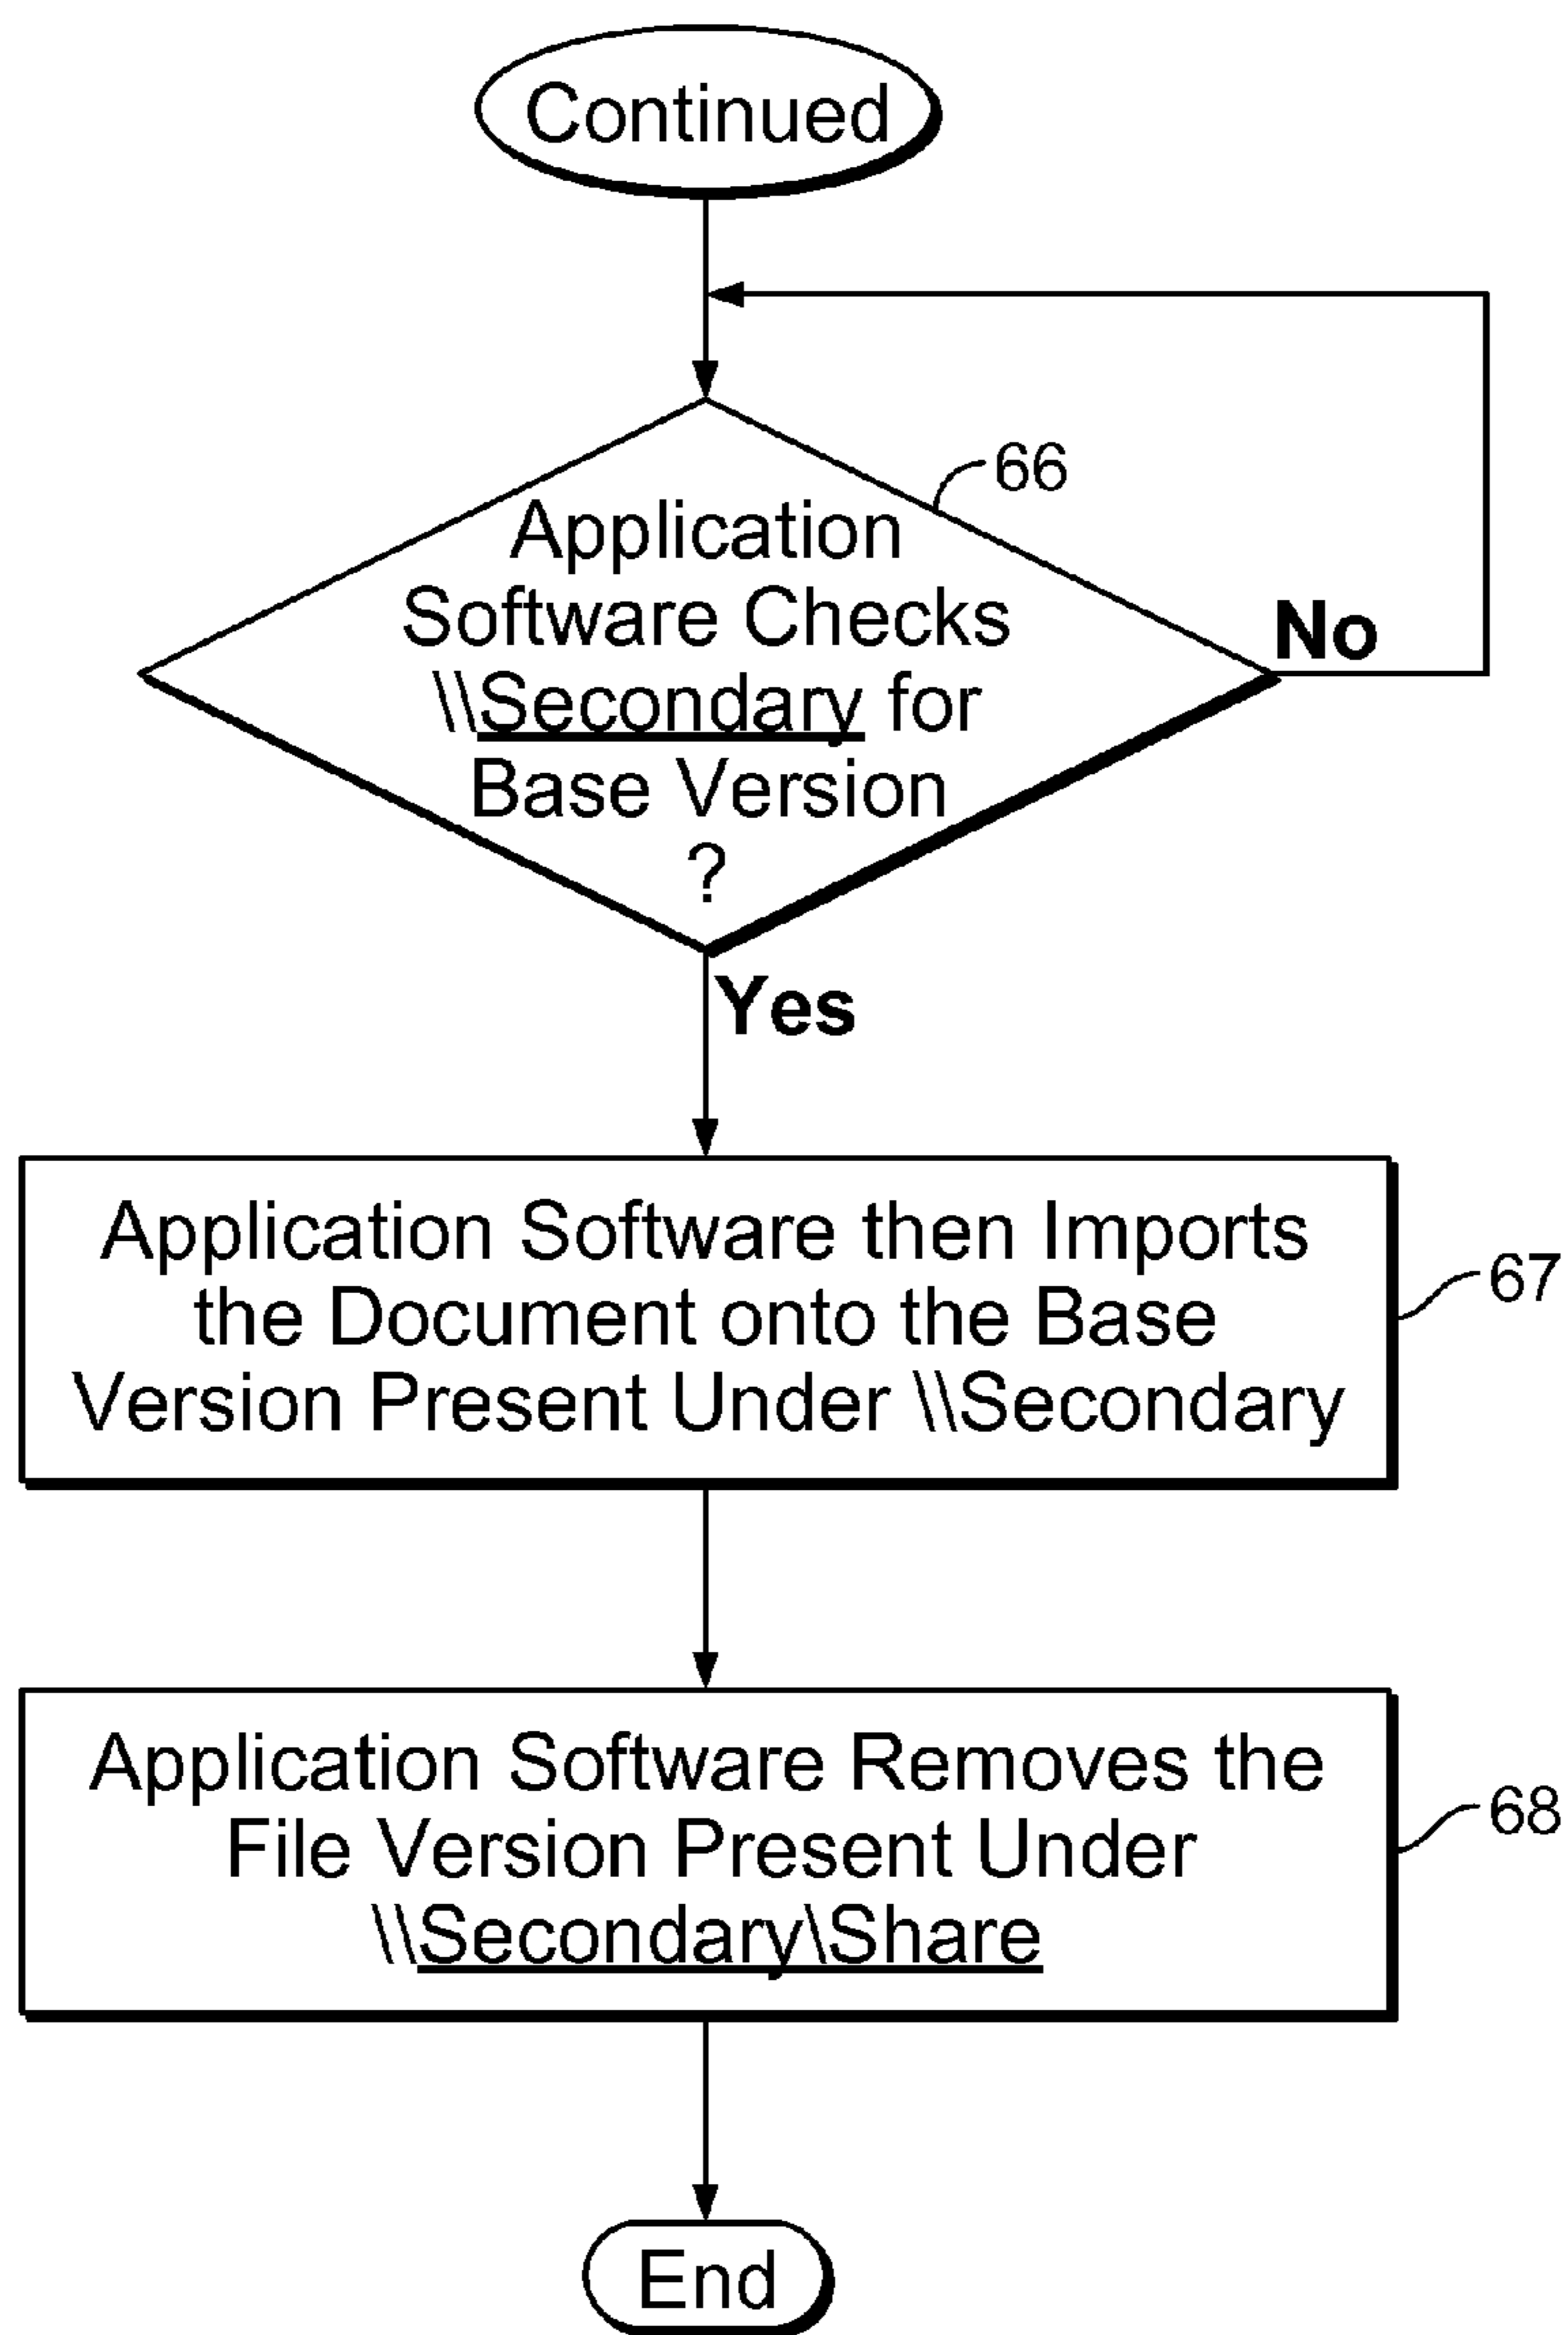 Continued
66
Application
Software Checks
\\Secondary for
Base Version
?
No
Yes
Application Software then Imports
the Document onto the Base
Version Present Under \\Secondary
67
Application Software Removes the
File Version Present Under
\\Secondary\Share
68
End